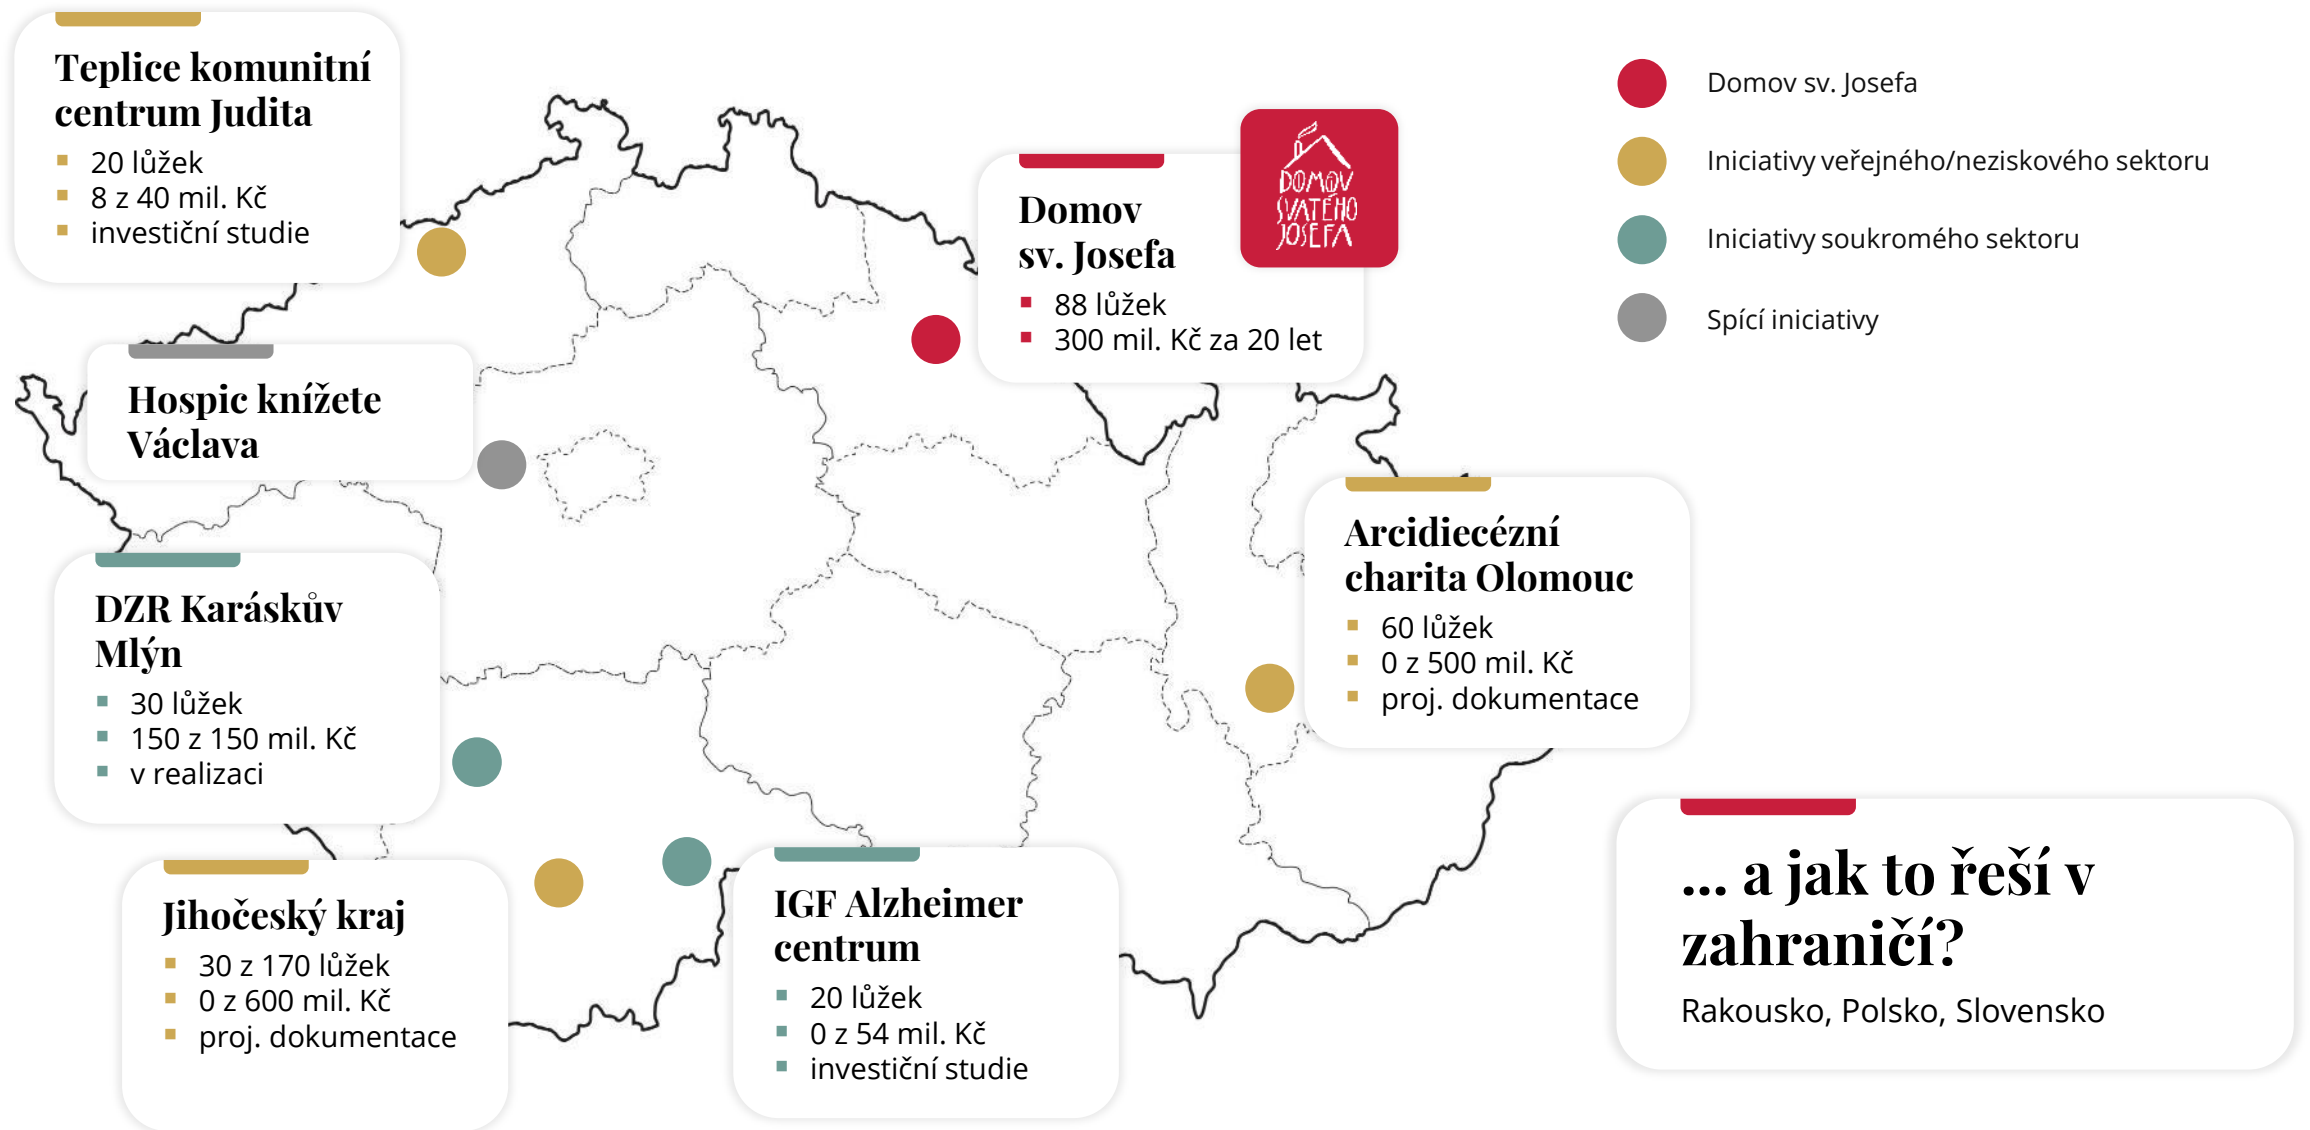 Teplice komunitní
centrum Judita
20 lůžek
8 z 40 mil. Kč
investiční studie
Domov
sv. Josefa
88 lůžek
300 mil. Kč za 20 let
DOMOV
SVATÉHO
JOSEFA
Domov sv. Josefa
Iniciativy veřejného/neziskového sektoru
Iniciativy soukromého sektoru
Spící iniciativy
Hospic knížete
Václava
Arcidiecézní
charita Olomouc
60 lůžek
0 z 500 mil. Kč
proj. dokumentace
DZR Karáskův
Mlýn
30 lůžek
150 z 150 mil. Kč
v realizaci
Jihočeský kraj
30 z 170 lůžek
0 z 600 mil. Kč
proj. dokumentace
IGF Alzheimer
centrum
20 lůžek
0 z 54 mil. Kč
investiční studie
... a jak to řeší v
zahraničí?
Rakousko, Polsko, Slovensko